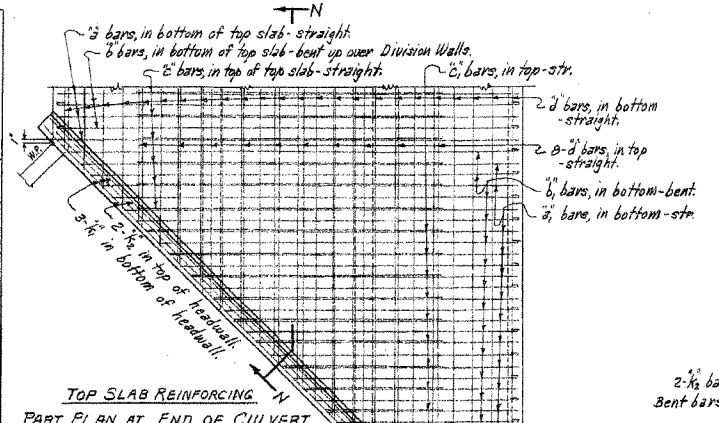 N
"a" bars, in bottom of top slab - straight.
"b" bars, in bottom of top slab - bent up over Division Walls.
"c" bars, in top of top slab - straight.
"c₁" bars, in top - str.
"d" bars, in bottom
- straight.
8 - "d" bars, in top
- straight.
"b₁" bars, in bottom - bent.
"a₁" bars, in bottom - str.
1"
W.P.
2 - "k₂" in top of headwall.
3 - "k₁" in bottom of headwall.
N
TOP SLAB REINFORCING
PART PLAN AT END OF CULVERT
2 - "k₂" ba
Bent bars